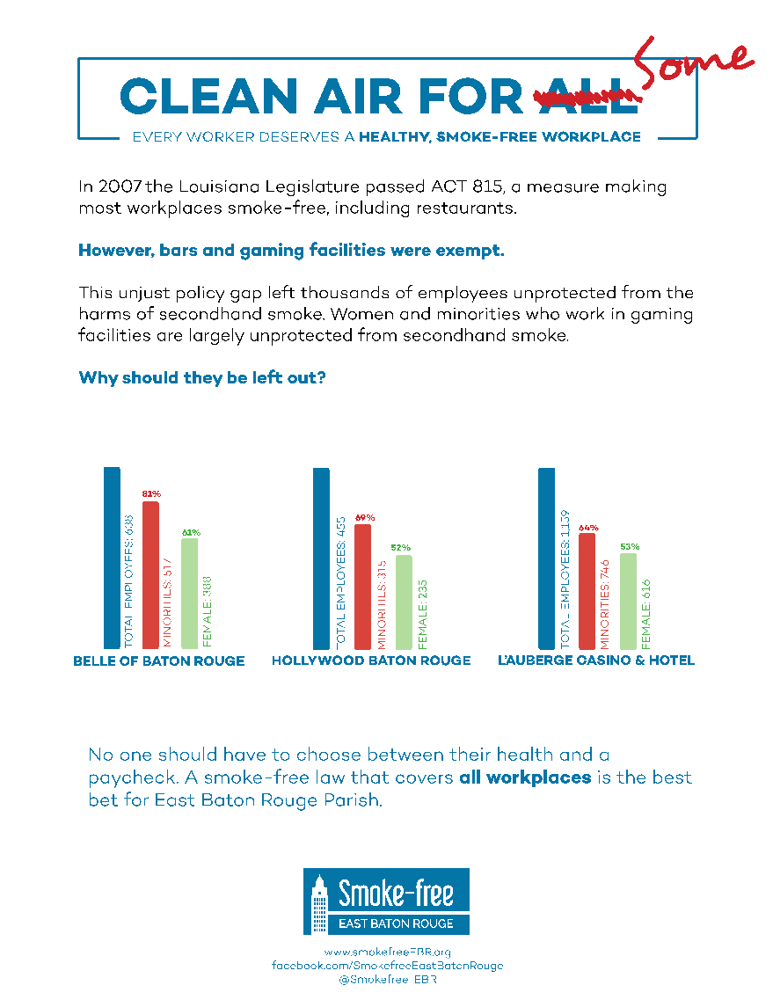 CLEAN AIR FOR ALL Some
EVERY WORKER DESERVES A HEALTHY, SMOKE-FREE WORKPLACE
In 2007 the Louisiana Legislature passed ACT 815, a measure making
most workplaces smoke-free, including restaurants.
However, bars and gaming facilities were exempt.
This unjust policy gap left thousands of employees unprotected from the
harms of secondhand smoke. Women and minorities who work in gaming
facilities are largely unprotected from secondhand smoke.
Why should they be left out?
TOTAL EMPLOYEES: 638
81%
MINORITIES: 517
61%
FEMALE: 388
BELLE OF BATON ROUGE
TOTAL EMPLOYEES: 455
69%
MINORITIES: 315
52%
FEMALE: 235
HOLLYWOOD BATON ROUGE
TOTAL EMPLOYEES: 1,159
64%
MINORITIES: 746
53%
FEMALE: 616
L'AUBERGE CASINO & HOTEL
No one should have to choose between their health and a
paycheck. A smoke-free law that covers all workplaces is the best
bet for East Baton Rouge Parish.
Smoke-free
EAST BATON ROUGE
www.smokefreeEBR.org
facebook.com/SmokefreeEastBatonRouge
@Smokefree_EBR